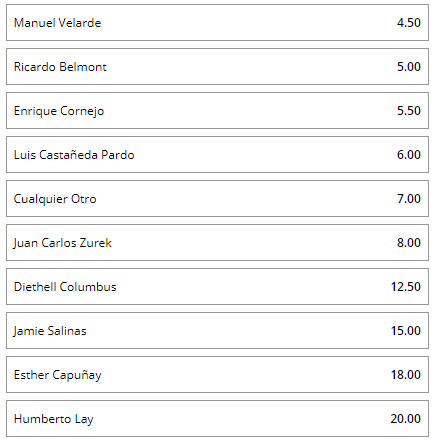 Manuel Velarde 4.50
Ricardo Belmont 5.00
Enrique Cornejo 5.50
Luis Castañeda Pardo 6.00
Cualquier Otro 7.00
Juan Carlos Zurek 8.00
Diethell Columbus 12.50
Jamie Salinas 15.00
Esther Capuñay 18.00
Humberto Lay 20.00